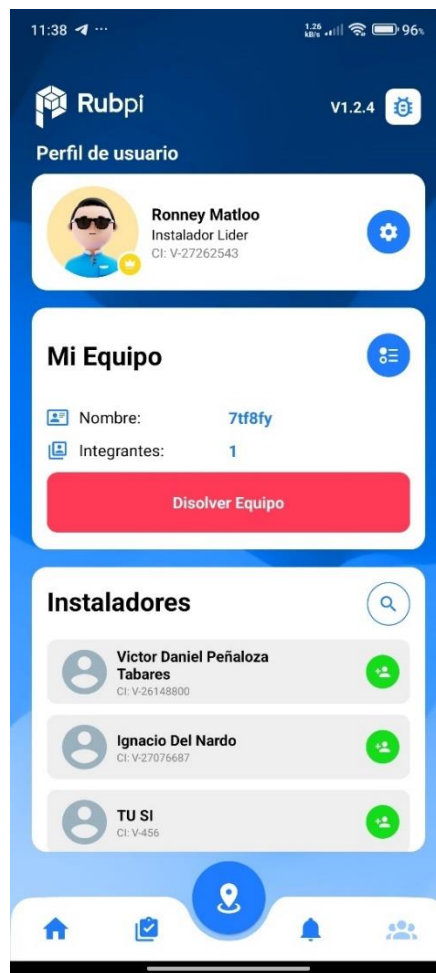 11:38 ... 1.26 kB/s 96%
Rubpi
V1.2.4
Perfil de usuario
Ronney Matloo
Instalador Lider
CI: V-27262543
Mi Equipo
Nombre: 7tf8fy
Integrantes: 1
Disolver Equipo
Instaladores
Victor Daniel Peñaloza
Tabares
CI: V-26148800
Ignacio Del Nardo
CI: V-27076687
TU SI
CI: V-456